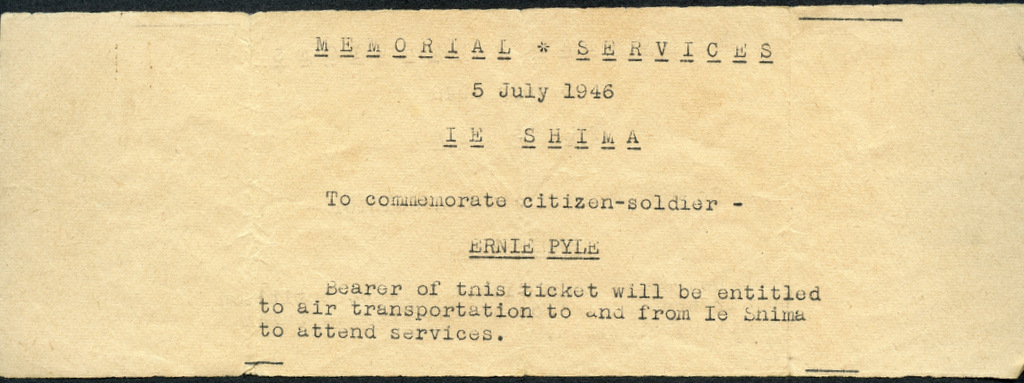 MEMORIAL * SERVICES
5 July 1946
IE SHIMA
To commemorate citizen-soldier -
ERNIE PYLE
Bearer of this ticket will be entitled
to air transportation to and from Ie Shima
to attend services.